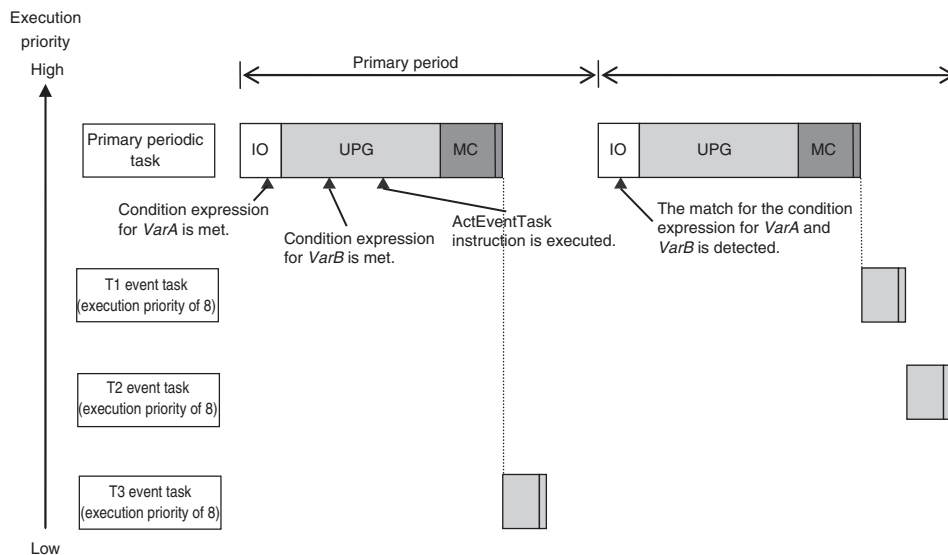 Execution
priority
High
Primary period
Primary periodic
task
IO
UPG
MC
IO
UPG
MC
Condition expression
for VarA is met.
Condition expression
for VarB is met.
ActEventTask
instruction is executed.
The match for the condition
expression for VarA and
VarB is detected.
T1 event task
(execution priority of 8)
T2 event task
(execution priority of 8)
T3 event task
(execution priority of 8)
Low